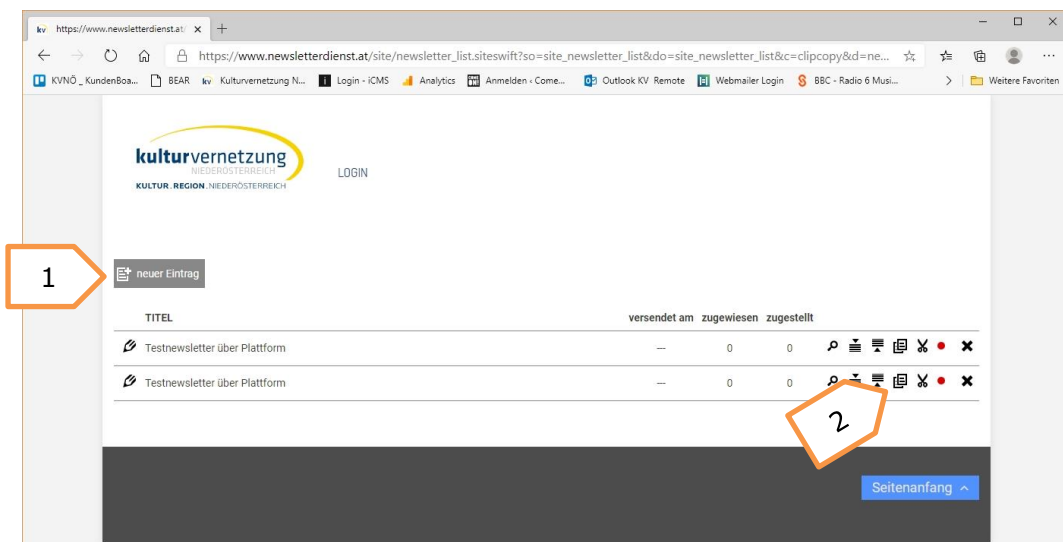 kv https://www.newsletterdienst.at/
https://www.newsletterdienst.at/site/newsletter_list.siteswift?so=site_newsletter_list&do=site_newsletter_list&c=clipcopy&d=ne...
KVNÖ_KundenBoa... BEAR kv Kulturvernetzung N... Login - iCMS Analytics Anmelden ‹ Come... Outlook KV Remote Webmailer Login BBC - Radio 6 Musi... Weitere Favoriten
kulturvernetzung
NIEDERÖSTERREICH
KULTUR.REGION.NIEDERÖSTERREICH
LOGIN
1
neuer Eintrag
TITEL versendet am zugewiesen zugestellt
Testnewsletter über Plattform --- 0 0
Testnewsletter über Plattform --- 0 0
2
Seitenanfang